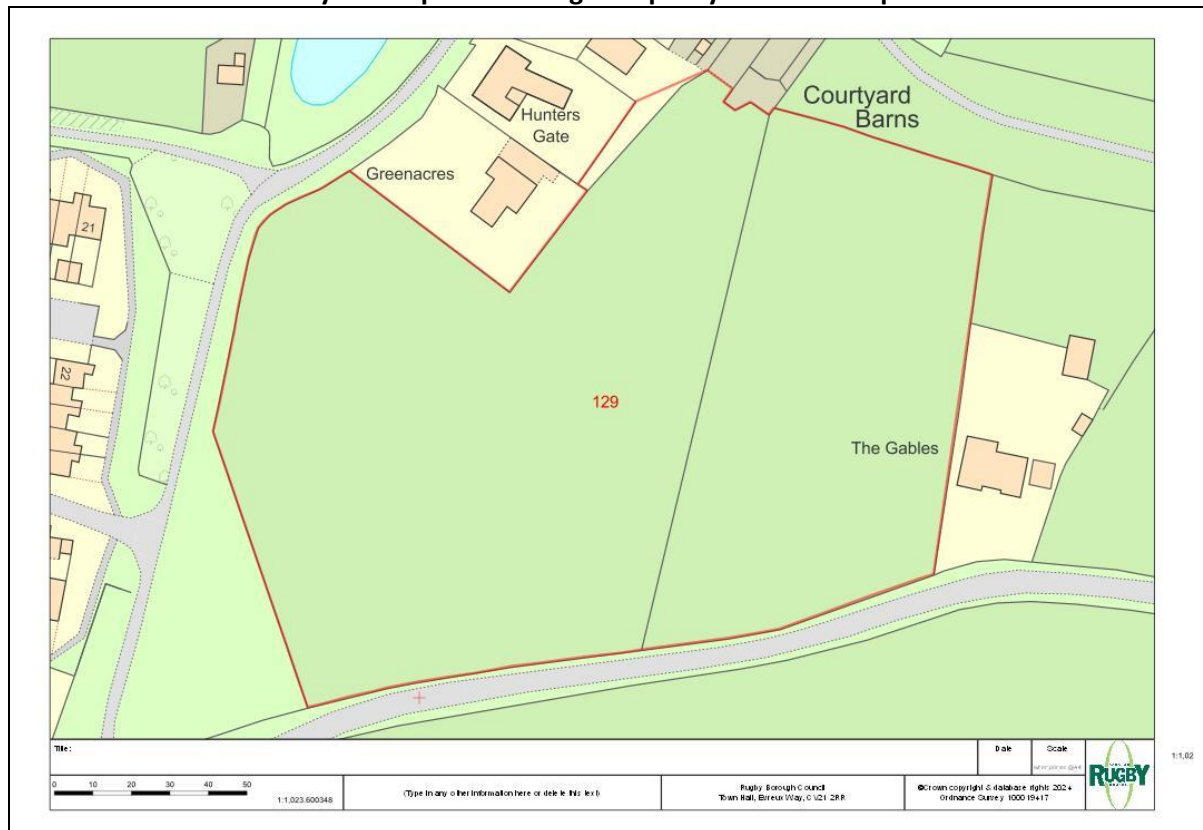 Courtyard
Barns
Hunters
Gate
Greenacres
21
22
129
The Gables
Title:
Date
Scale
0 10 20 30 40 50
1:1,023.600348
(Type in any other information here or delete this text)
Rugby Borough Council
Town Hall, Evreux Way, CV21 2RR
©Crown copyright & database rights 2024
Ordnance Survey 100019417
RUGBY
1:1,02